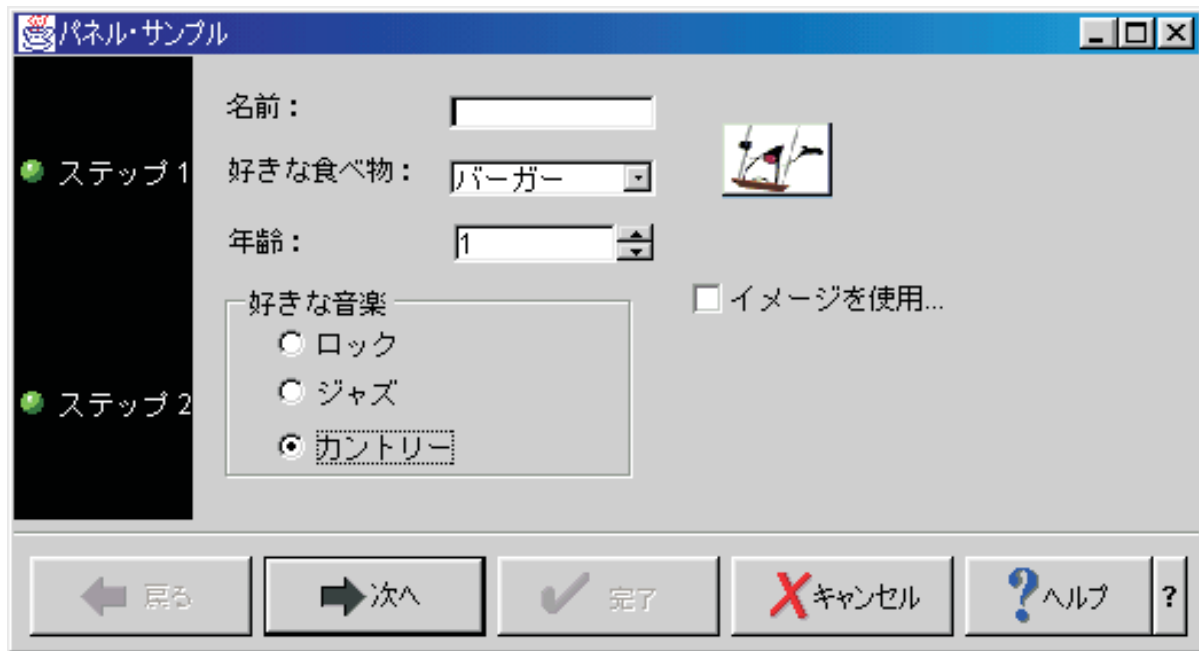 パネル・サンプル
ステップ 1
ステップ 2
名前：
好きな食べ物： バーガー
年齢： 1
好きな音楽
ロック
ジャズ
カントリー
イメージを使用...
戻る 次へ 完了 キャンセル ヘルプ ?